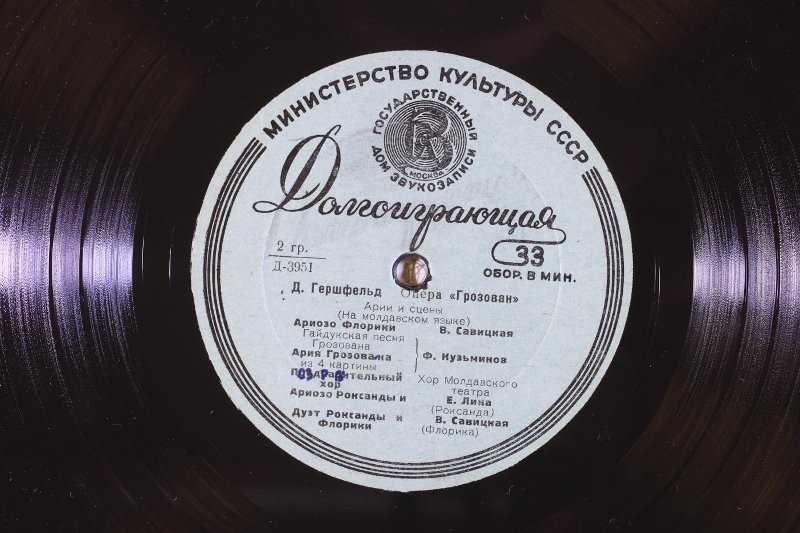 МИНИСТЕРСТВО КУЛЬТУРЫ СССР
ГОСУДАРСТВЕННЫЙ
ДОМ ЗВУКОЗАПИСИ
МОСКВА
Долгоиграющая
2 гр.
Д-3951
33
ОБОР. В МИН.
Д. Гершфельд Опера «Грозован»
Арии и сцены
(На молдавском языке)
Ариозо Флорики В. Савицкая
Гайдукская песня
Грозована
Ария Грозована Ф. Кузьминов
из 4 картины
Поздравительный Хор Молдавского
хор театра
Ариозо Роксанды и Е. Лика
(Роксанда)
Дуэт Роксанды и В. Савицкая
Флорики (Флорика)